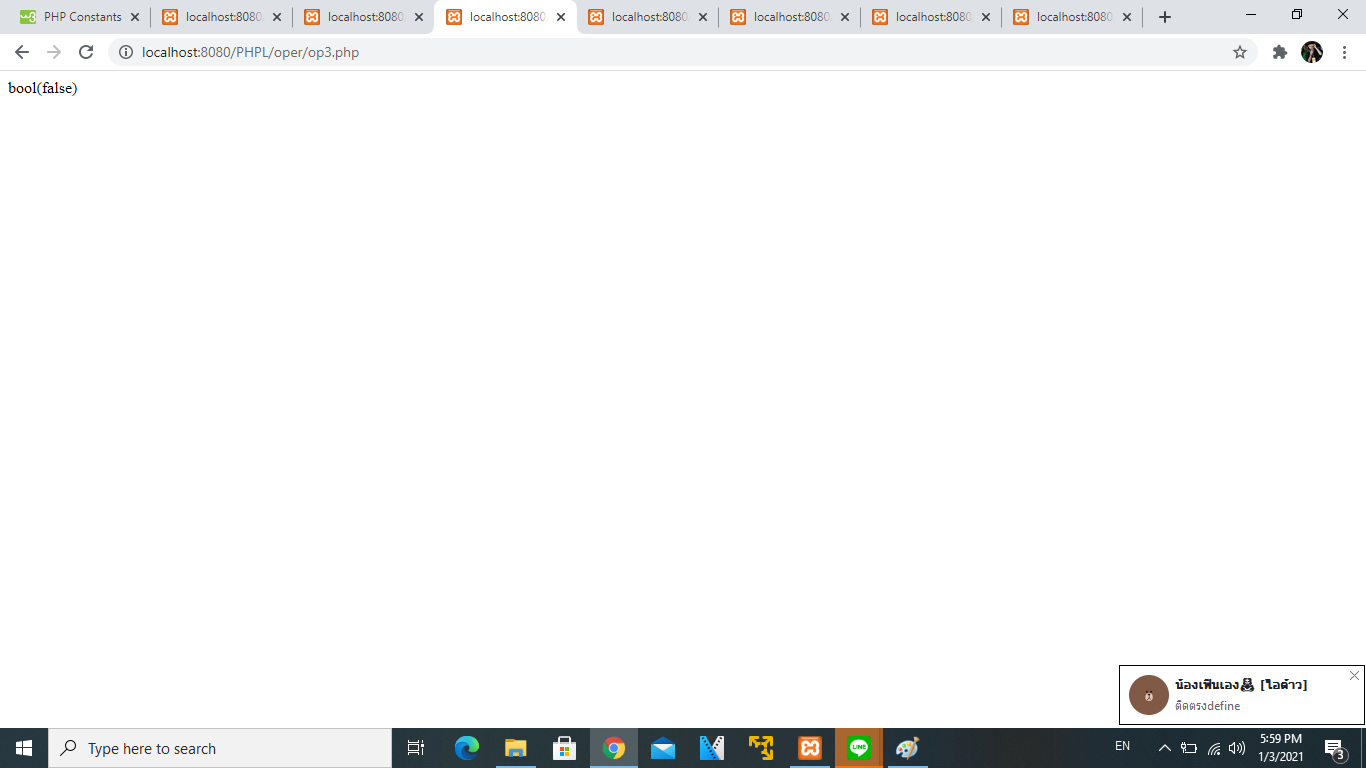 PHP Constants
localhost:8080
localhost:8080
localhost:8080
localhost:8080
localhost:8080
localhost:8080
localhost:8080
localhost:8080/PHPL/oper/op3.php
bool(false)
น้องเฟิ่นเอง [ไอต้าว]
ติดตรงdefine
Type here to search
LINE
EN
5:59 PM
1/3/2021
3